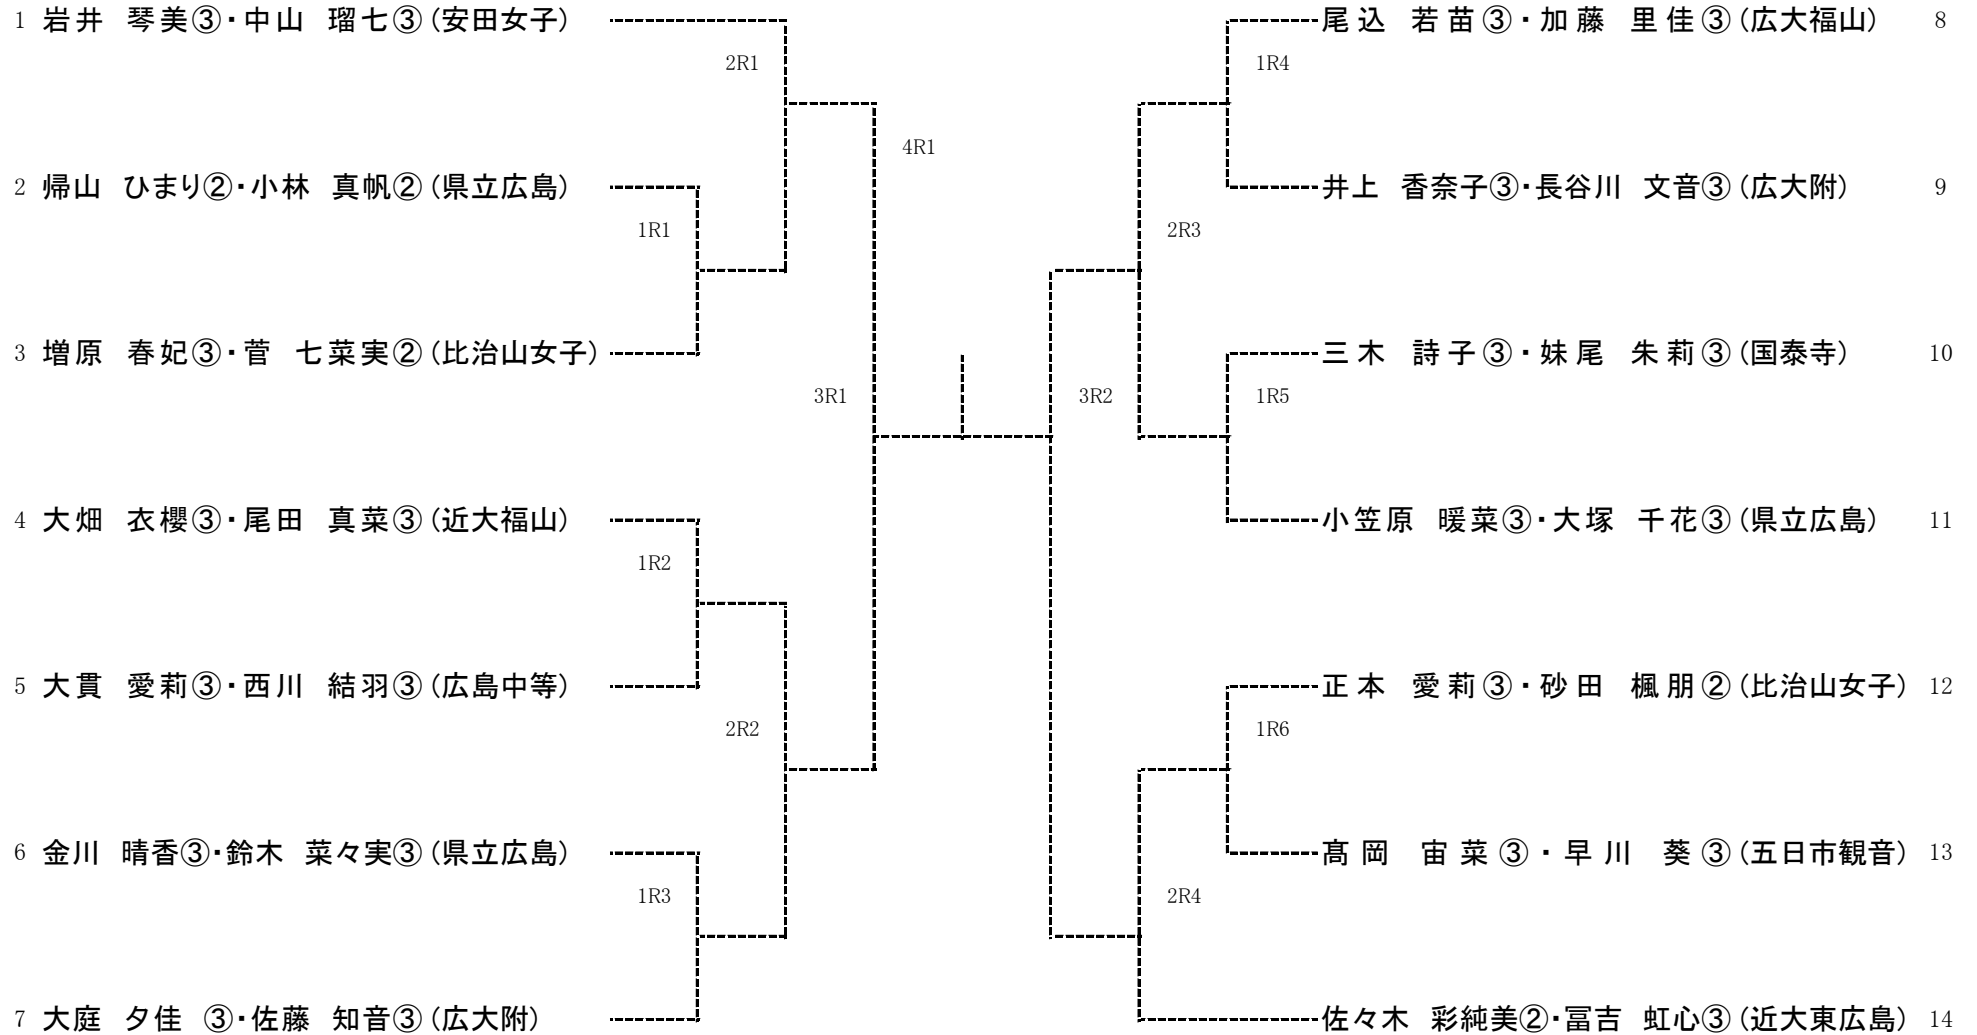 1 岩井 琴美③・中山 瑠七③(安田女子)
尾込 若苗③・加藤 里佳③(広大福山) 8
2R1
1R4
4R1
2 帰山 ひまり②・小林 真帆②(県立広島)
井上 香奈子③・長谷川 文音③(広大附) 9
1R1
2R3
3 増原 春妃③・菅 七菜実②(比治山女子)
三木 詩子③・妹尾 朱莉③(国泰寺) 10
3R1
3R2
1R5
4 大畑 衣櫻③・尾田 真菜③(近大福山)
小笠原 暖菜③・大塚 千花③(県立広島) 11
1R2
5 大貫 愛莉③・西川 結羽③(広島中等)
正本 愛莉③・砂田 楓朋②(比治山女子) 12
2R2
1R6
6 金川 晴香③・鈴木 菜々実③(県立広島)
髙岡 宙菜③・早川 葵③(五日市観音) 13
1R3
2R4
7 大庭 夕佳 ③・佐藤 知音③(広大附)
佐々木 彩純美②・冨吉 虹心③(近大東広島) 14